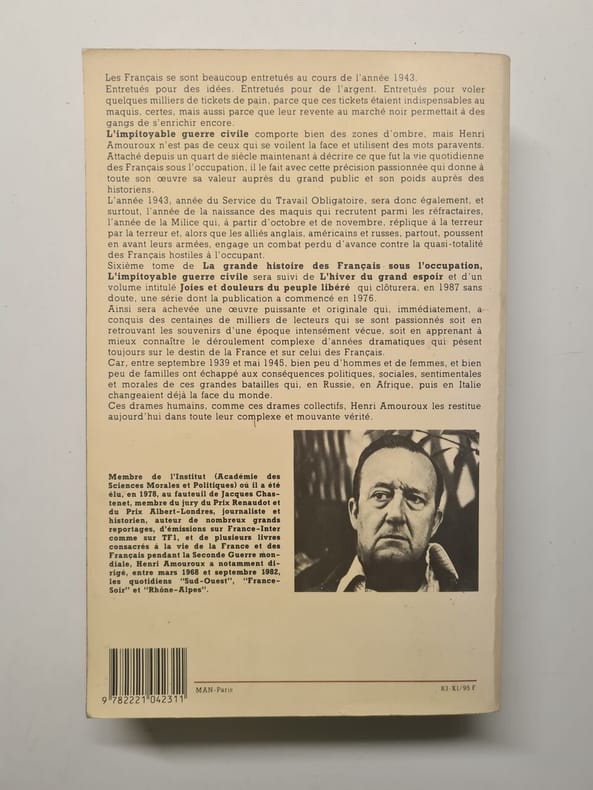 Les Français se sont beaucoup entretués au cours de l'année 1943.
Entretués pour des idées. Entretués pour de l'argent. Entretués pour voler
quelques milliers de tickets de pain, parce que ces tickets étaient indispensables au
maquis, certes, mais aussi parce que leur revente au marché noir permettait à des
gangs de s'enrichir encore.
L'impitoyable guerre civile comporte bien des zones d'ombre, mais Henri
Amouroux n'est pas de ceux qui se voilent la face et utilisent des mots paravents.
Attaché depuis un quart de siècle maintenant à décrire ce que fut la vie quotidienne
des Français sous l'occupation, il le fait avec cette précision passionnée qui donne à
toute son œuvre sa valeur auprès du grand public et son poids auprès des
historiens.
L'année 1943, année du Service du Travail Obligatoire, sera donc également, et
surtout, l'année de la naissance des maquis qui recrutent parmi les réfractaires,
l'année de la Milice qui, à partir d'octobre et de novembre, réplique à la terreur
par la terreur et, alors que les alliés anglais, américains et russes, partout, poussent
en avant leurs armées, engage un combat perdu d'avance contre la quasi-totalité
des Français hostiles à l'occupant.
Sixième tome de La grande histoire des Français sous l'occupation,
L'impitoyable guerre civile sera suivi de L'hiver du grand espoir et d'un
volume intitulé Joies et douleurs du peuple libéré qui clôturera, en 1987 sans
doute, une série dont la publication a commencé en 1976.
Ainsi sera achevée une œuvre puissante et originale qui, immédiatement, a
conquis des centaines de milliers de lecteurs qui se sont passionnés soit en
retrouvant les souvenirs d'une époque intensément vécue, soit en apprenant à
mieux connaître le déroulement complexe d'années dramatiques qui pèsent
toujours sur le destin de la France et sur celui des Français.
Car, entre septembre 1939 et mai 1945, bien peu d'hommes et de femmes, et bien
peu de familles ont échappé aux conséquences politiques, sociales, sentimentales
et morales de ces grandes batailles qui, en Russie, en Afrique, puis en Italie
changeaient déjà la face du monde.
Ces drames humains, comme ces drames collectifs, Henri Amouroux les restitue
aujourd'hui dans toute leur complexe et mouvante vérité.
Membre de l'Institut (Académie des
Sciences Morales et Politiques) où il a été
élu, en 1978, au fauteuil de Jacques Chas-
tenet, membre du jury du Prix Renaudot et
du Prix Albert-Londres, journaliste et
historien, auteur de nombreux grands
reportages, d'émissions sur France-Inter
comme sur TF1, et de plusieurs livres
consacrés à la vie de la France et des
Français pendant la Seconde Guerre mon-
diale, Henri Amouroux a notamment di-
rigé, entre mars 1968 et septembre 1982,
les quotidiens "Sud-Ouest", "France-
Soir" et "Rhône-Alpes".
9 782221 042311
MAN-Paris
83-XI/95 F